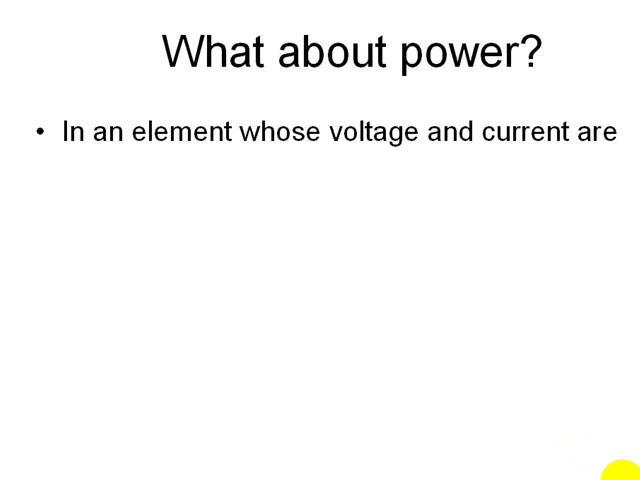 What about power?
• In an element whose voltage and current are